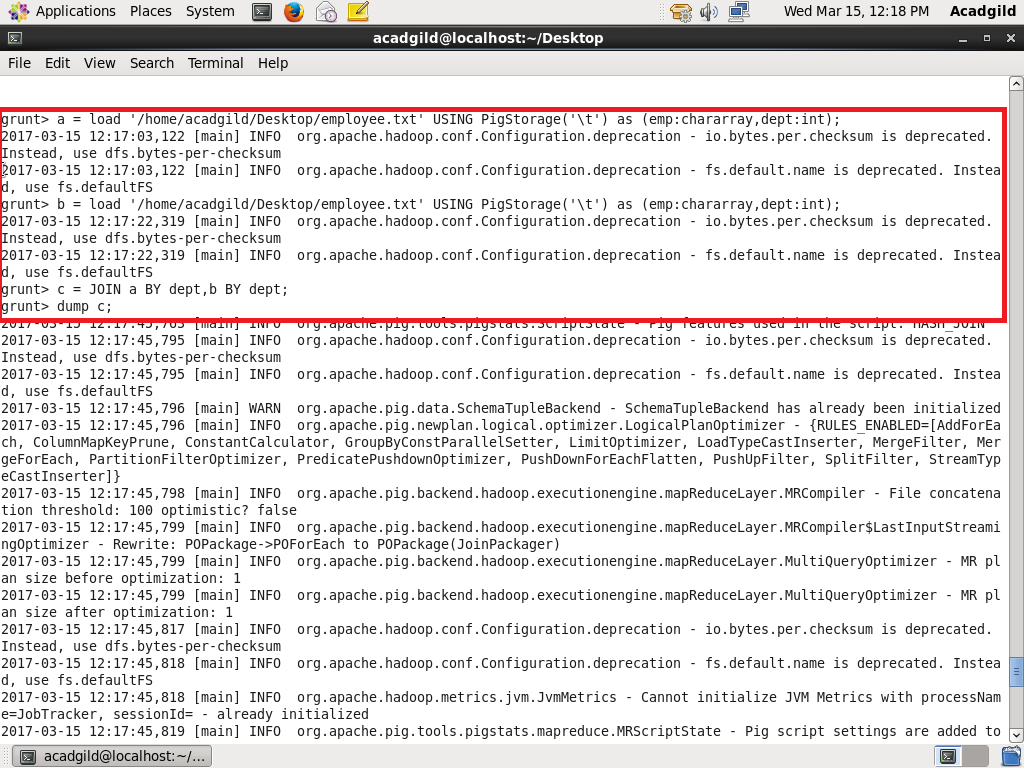 Applications Places System Wed Mar 15, 12:18 PM Acadgild
acadgild@localhost:~/Desktop
File Edit View Search Terminal Help
grunt> a = load '/home/acadgild/Desktop/employee.txt' USING PigStorage('\t') as (emp:chararray,dept:int);
2017-03-15 12:17:03,122 [main] INFO  org.apache.hadoop.conf.Configuration.deprecation - io.bytes.per.checksum is deprecated.
Instead, use dfs.bytes-per-checksum
2017-03-15 12:17:03,122 [main] INFO  org.apache.hadoop.conf.Configuration.deprecation - fs.default.name is deprecated. Instea
d, use fs.defaultFS
grunt> b = load '/home/acadgild/Desktop/employee.txt' USING PigStorage('\t') as (emp:chararray,dept:int);
2017-03-15 12:17:22,319 [main] INFO  org.apache.hadoop.conf.Configuration.deprecation - io.bytes.per.checksum is deprecated.
Instead, use dfs.bytes-per-checksum
2017-03-15 12:17:22,319 [main] INFO  org.apache.hadoop.conf.Configuration.deprecation - fs.default.name is deprecated. Instea
d, use fs.defaultFS
grunt> c = JOIN a BY dept,b BY dept;
grunt> dump c;
2017-03-15 12:17:45,763 [main] INFO  org.apache.pig.tools.pigstats.ScriptState - Pig features used in the script: HASH_JOIN
2017-03-15 12:17:45,795 [main] INFO  org.apache.hadoop.conf.Configuration.deprecation - io.bytes.per.checksum is deprecated.
Instead, use dfs.bytes-per-checksum
2017-03-15 12:17:45,795 [main] INFO  org.apache.hadoop.conf.Configuration.deprecation - fs.default.name is deprecated. Instea
d, use fs.defaultFS
2017-03-15 12:17:45,796 [main] WARN  org.apache.pig.data.SchemaTupleBackend - SchemaTupleBackend has already been initialized
2017-03-15 12:17:45,796 [main] INFO  org.apache.pig.newplan.logical.optimizer.LogicalPlanOptimizer - {RULES_ENABLED=[AddForEa
ch, ColumnMapKeyPrune, ConstantCalculator, GroupByConstParallelSetter, LimitOptimizer, LoadTypeCastInserter, MergeFilter, Mer
geForEach, PartitionFilterOptimizer, PredicatePushdownOptimizer, PushDownForEachFlatten, PushUpFilter, SplitFilter, StreamTyp
eCastInserter]}
2017-03-15 12:17:45,798 [main] INFO  org.apache.pig.backend.hadoop.executionengine.mapReduceLayer.MRCompiler - File concatena
tion threshold: 100 optimistic? false
2017-03-15 12:17:45,799 [main] INFO  org.apache.pig.backend.hadoop.executionengine.mapReduceLayer.MRCompiler$LastInputStreami
ngOptimizer - Rewrite: POPackage->POForEach to POPackage(JoinPackager)
2017-03-15 12:17:45,799 [main] INFO  org.apache.pig.backend.hadoop.executionengine.mapReduceLayer.MultiQueryOptimizer - MR pl
an size before optimization: 1
2017-03-15 12:17:45,799 [main] INFO  org.apache.pig.backend.hadoop.executionengine.mapReduceLayer.MultiQueryOptimizer - MR pl
an size after optimization: 1
2017-03-15 12:17:45,817 [main] INFO  org.apache.hadoop.conf.Configuration.deprecation - io.bytes.per.checksum is deprecated.
Instead, use dfs.bytes-per-checksum
2017-03-15 12:17:45,818 [main] INFO  org.apache.hadoop.conf.Configuration.deprecation - fs.default.name is deprecated. Instea
d, use fs.defaultFS
2017-03-15 12:17:45,818 [main] INFO  org.apache.hadoop.metrics.jvm.JvmMetrics - Cannot initialize JVM Metrics with processNam
e=JobTracker, sessionId= - already initialized
2017-03-15 12:17:45,819 [main] INFO  org.apache.pig.tools.pigstats.mapreduce.MRScriptState - Pig script settings are added to
acadgild@localhost:~/...